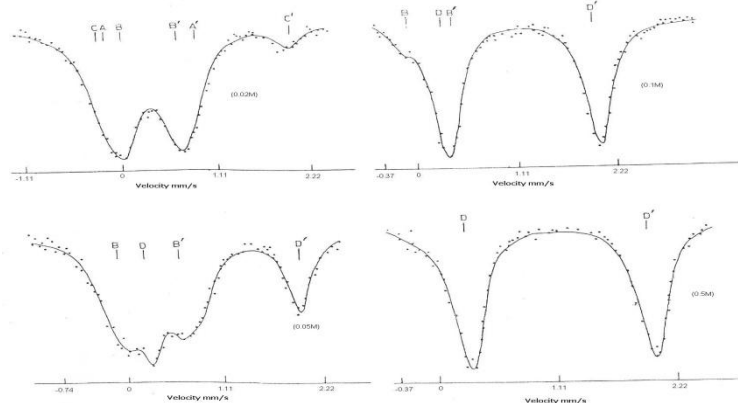 C A B B′ A′ C′
(0.02M)
-1.11 0 1.11 2.22
Velocity mm/s
B D B′ D′
(0.1M)
-0.37 0 1.11 2.22
Velocity mm/s
B D B′ D′
(0.05M)
-0.74 0 1.11 2.22
Velocity mm/s
D D′
(0.5M)
-0.37 0 1.11 2.22
Velocity mm/s